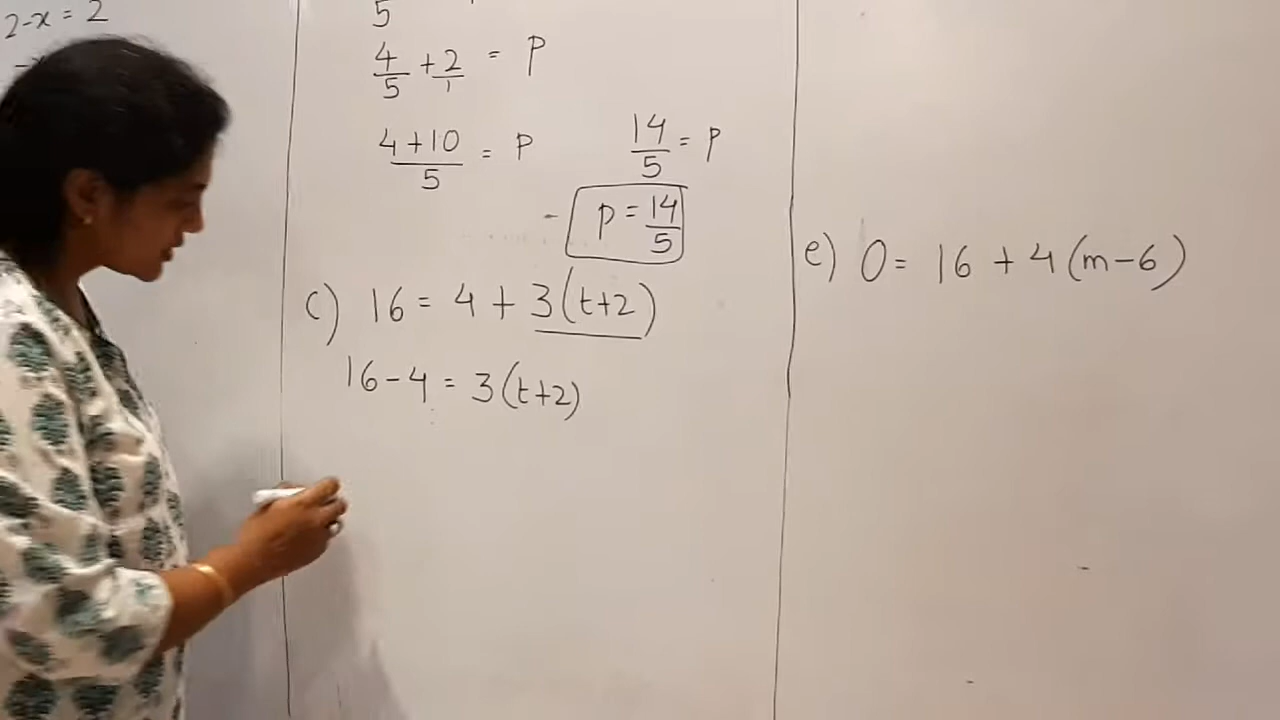 2-x = 2
5
4/5 + 2/1 = p
4+10/5 = p
14/5 = p
p = 14/5
c) 16 = 4 + 3(t+2)
16-4 = 3(t+2)
e) 0 = 16 + 4(m-6)